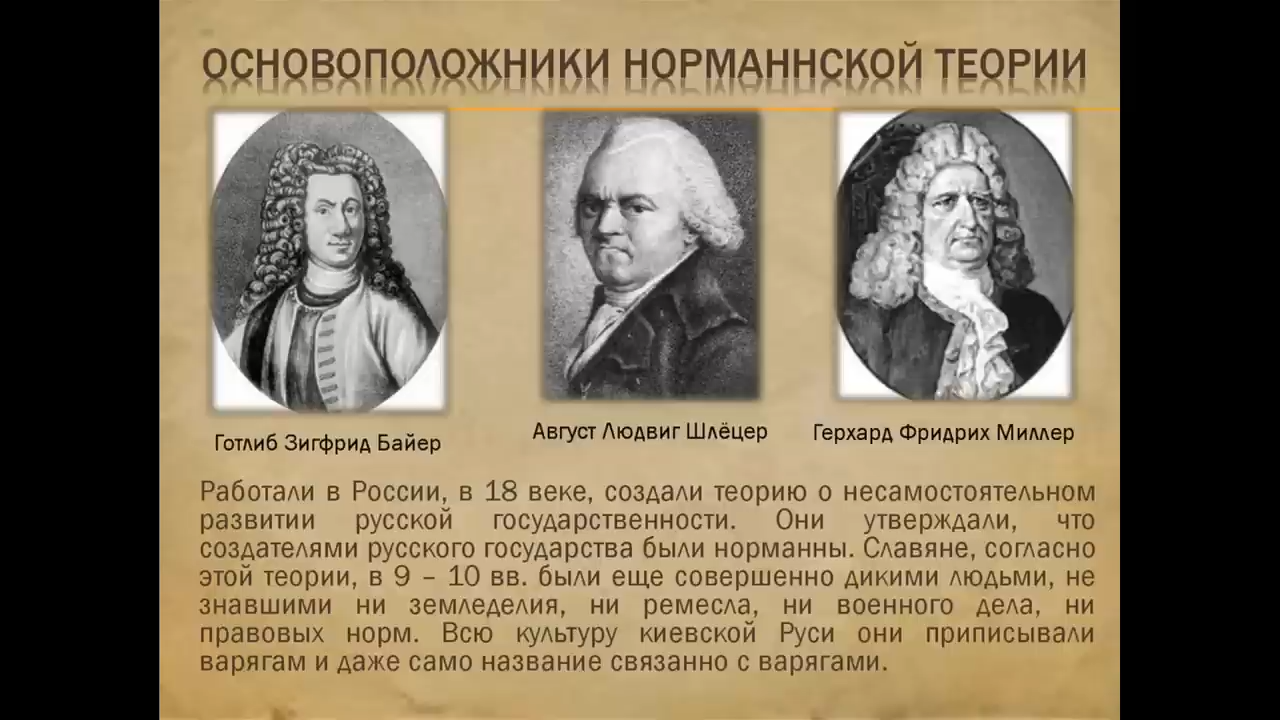 ОСНОВОПОЛОЖНИКИ НОРМАННСКОЙ ТЕОРИИ
Готлиб Зигфрид Байер
Август Людвиг Шлёцер
Герхард Фридрих Миллер
Работали в России, в 18 веке, создали теорию о несамостоятельном
развитии русской государственности. Они утверждали, что
создателями русского государства были норманны. Славяне, согласно
этой теории, в 9 – 10 вв. были еще совершенно дикими людьми, не
знавшими ни земледелия, ни ремесла, ни военного дела, ни
правовых норм. Всю культуру киевской Руси они приписывали
варягам и даже само название связанно с варягами.